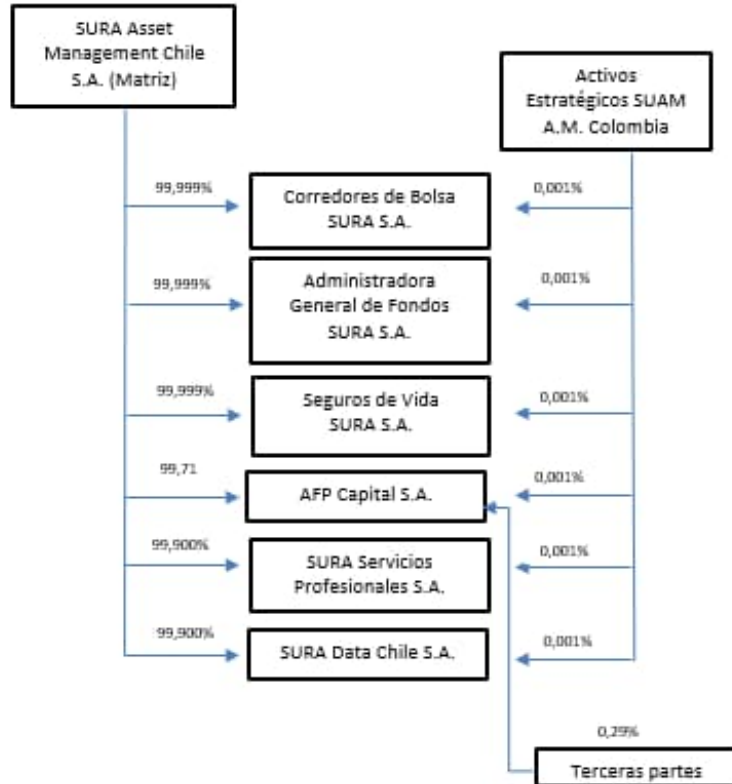 SURA Asset
Management Chile
S.A. (Matriz)
Activos
Estratégicos SUAM
A.M. Colombia
99,999%
Corredores de Bolsa
SURA S.A.
0,001%
99,999%
Administradora
General de Fondos
SURA S.A.
0,001%
99,999%
Seguros de Vida
SURA S.A.
0,001%
99,71
AFP Capital S.A.
0,001%
99,900%
SURA Servicios
Profesionales S.A.
0,001%
99,900%
SURA Data Chile S.A.
0,001%
0,29%
Terceras partes